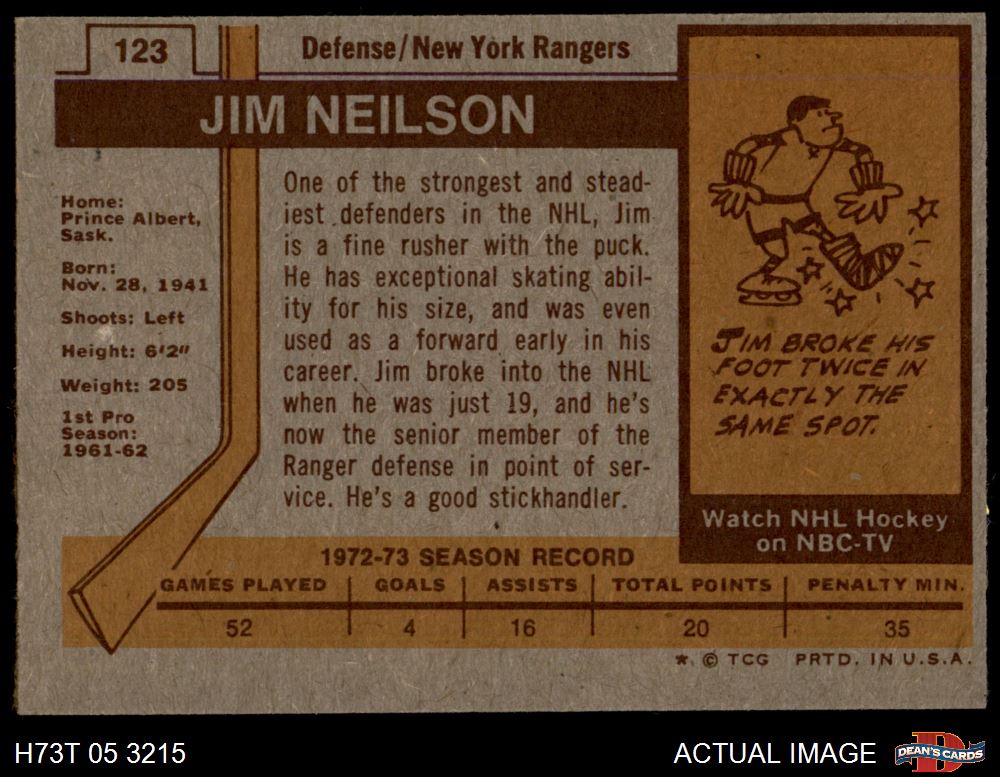 123
Defense/New York Rangers
JIM NEILSON
Home:
Prince Albert,
Sask.
Born:
Nov. 28, 1941
Shoots: Left
Height: 6'2"
Weight: 205
1st Pro
Season:
1961-62
One of the strongest and stead-
iest defenders in the NHL, Jim
is a fine rusher with the puck.
He has exceptional skating abil-
ity for his size, and was even
used as a forward early in his
career. Jim broke into the NHL
when he was just 19, and he's
now the senior member of the
Ranger defense in point of ser-
vice. He's a good stickhandler.
JIM BROKE HIS
FOOT TWICE IN
EXACTLY THE
SAME SPOT.
Watch NHL Hockey
on NBC-TV
1972-73 SEASON RECORD
GAMES PLAYED GOALS ASSISTS TOTAL POINTS PENALTY MIN.
52 4 16 20 35
* © TCG PRTD. IN U.S.A.
H73T 05 3215
ACTUAL IMAGE
DEAN'S CARDS